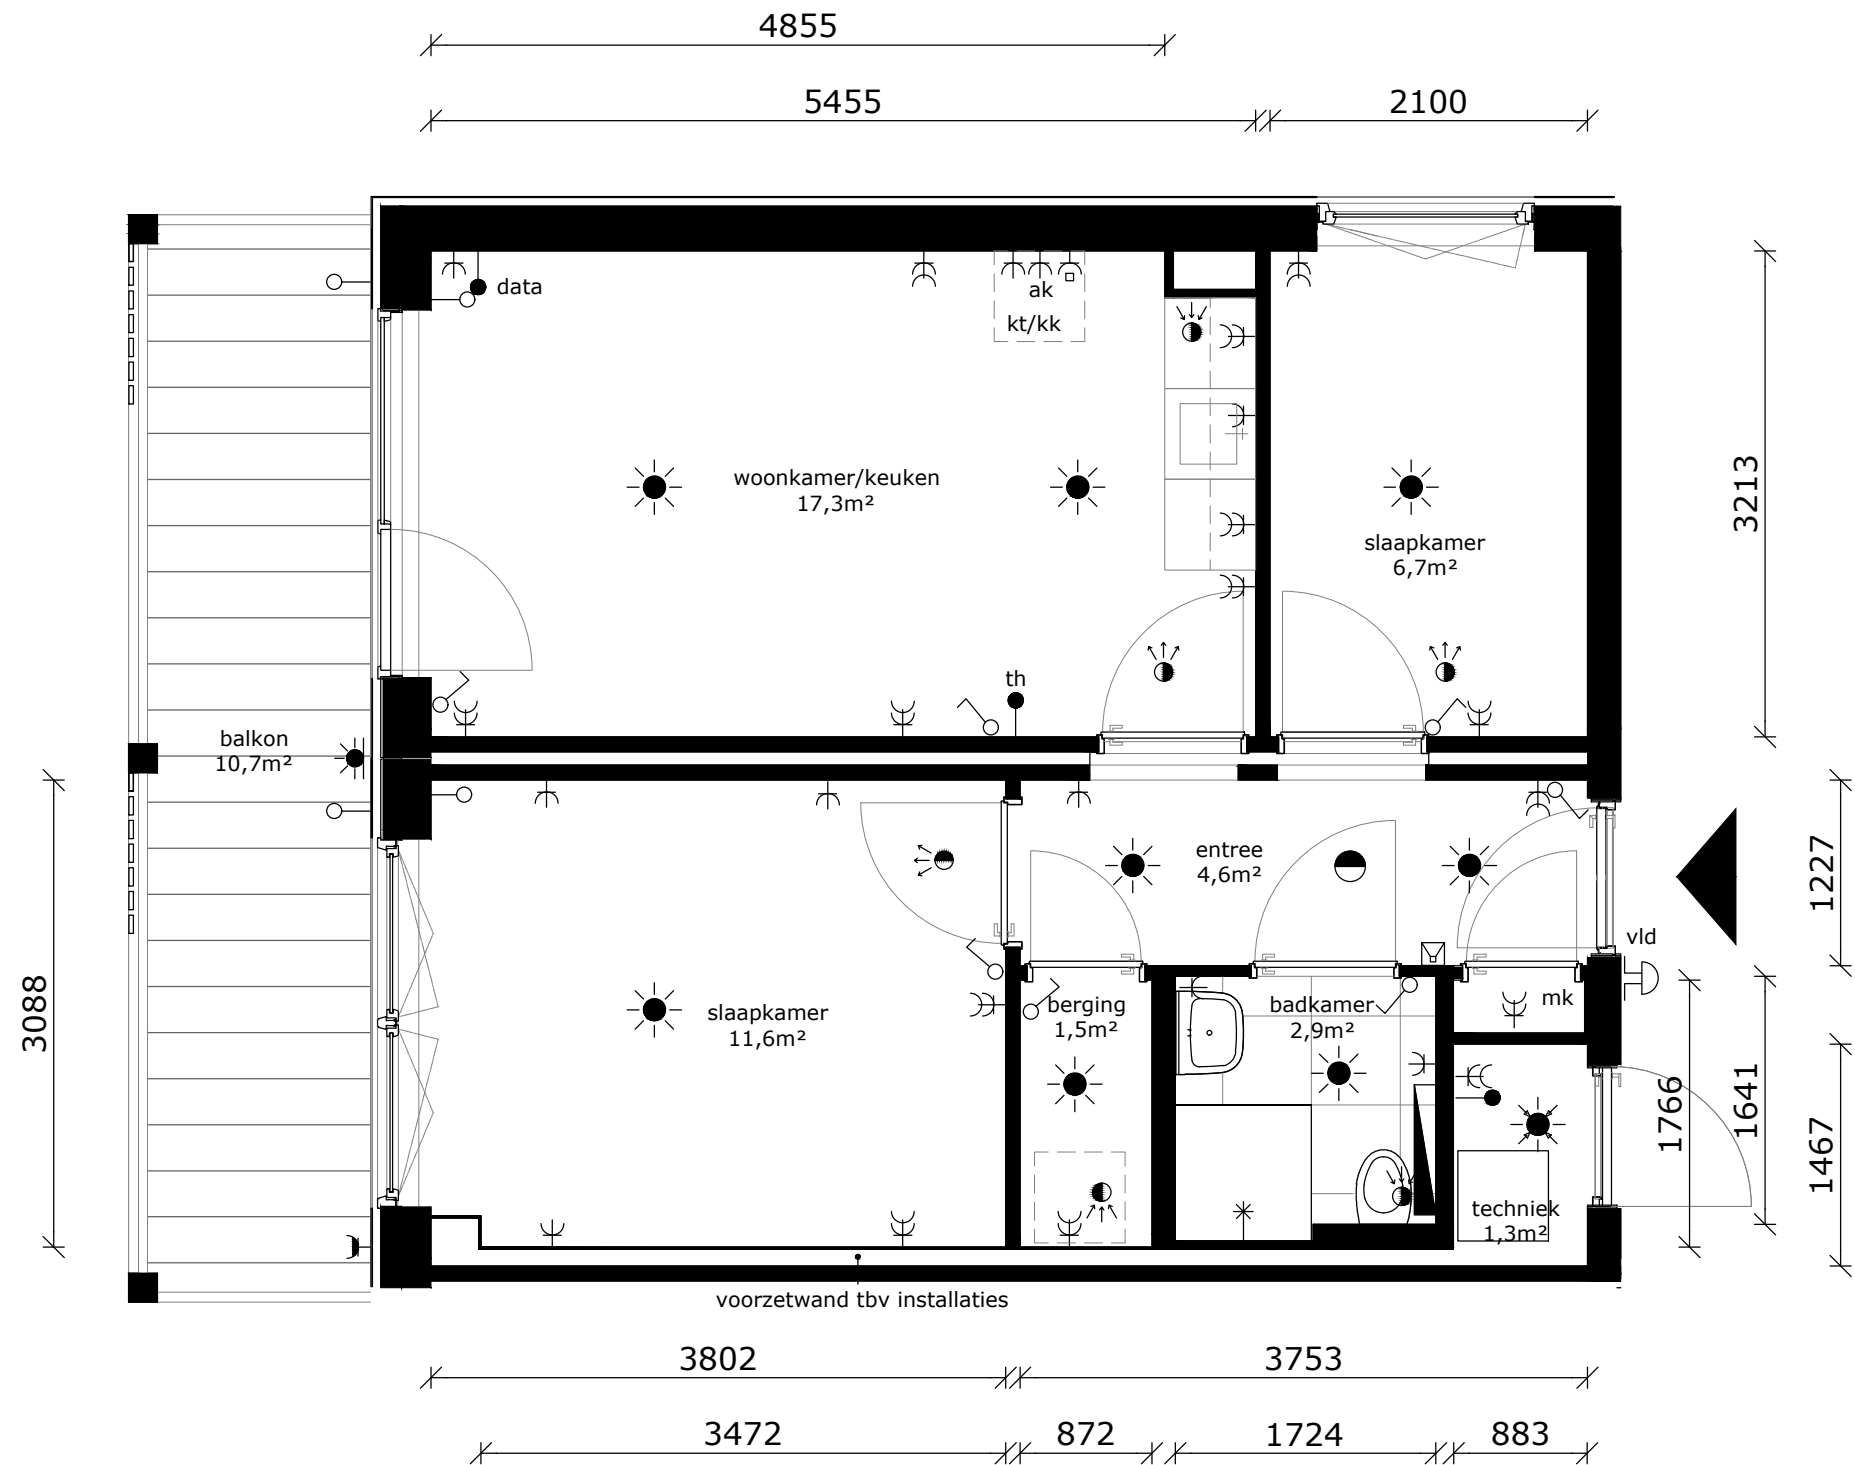 4855
5455
2100
data
ak
kt/kk
woonkamer/keuken
17,3m²
slaapkamer
6,7m²
3213
th
balkon
10,7m²
entree
4,6m²
1227
vld
slaapkamer
11,6m²
berging
1,5m²
badkamer
2,9m²
mk
3088
1766
1641
1467
techniek
1,3m²
voorzetwand tbv installaties
3802
3753
3472
872
1724
883